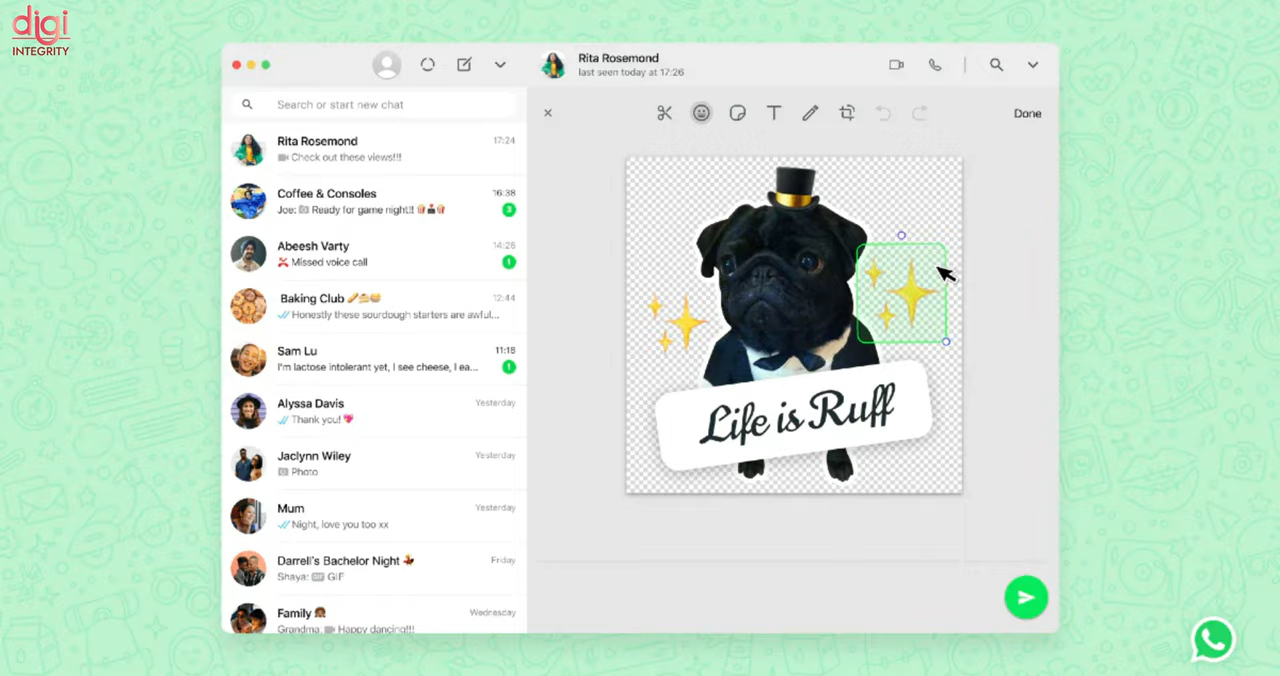 digi
INTEGRITY
Rita Rosemond
last seen today at 17:26
Search or start new chat
Done
Rita Rosemond
17:24
Check out these views!!!
Coffee & Consoles
16:38
Joe: Ready for game night!! 🍿🕹️🍿
3
Abeesh Varty
14:26
Missed voice call
1
Baking Club 🥖🍰🥧
12:44
Honestly these sourdough starters are awful...
Sam Lu
11:18
I'm lactose intolerant yet, I see cheese, I ea...
1
Alyssa Davis
Yesterday
Thank you! 💖
Jaclynn Wiley
Yesterday
Photo
Mum
Yesterday
Night, love you too xx
Darrell's Bachelor Night 💃
Friday
Shaya: GIF GIF
Family
Wednesday
Grandma, Happy dancing!!!
T
Life is Ruff